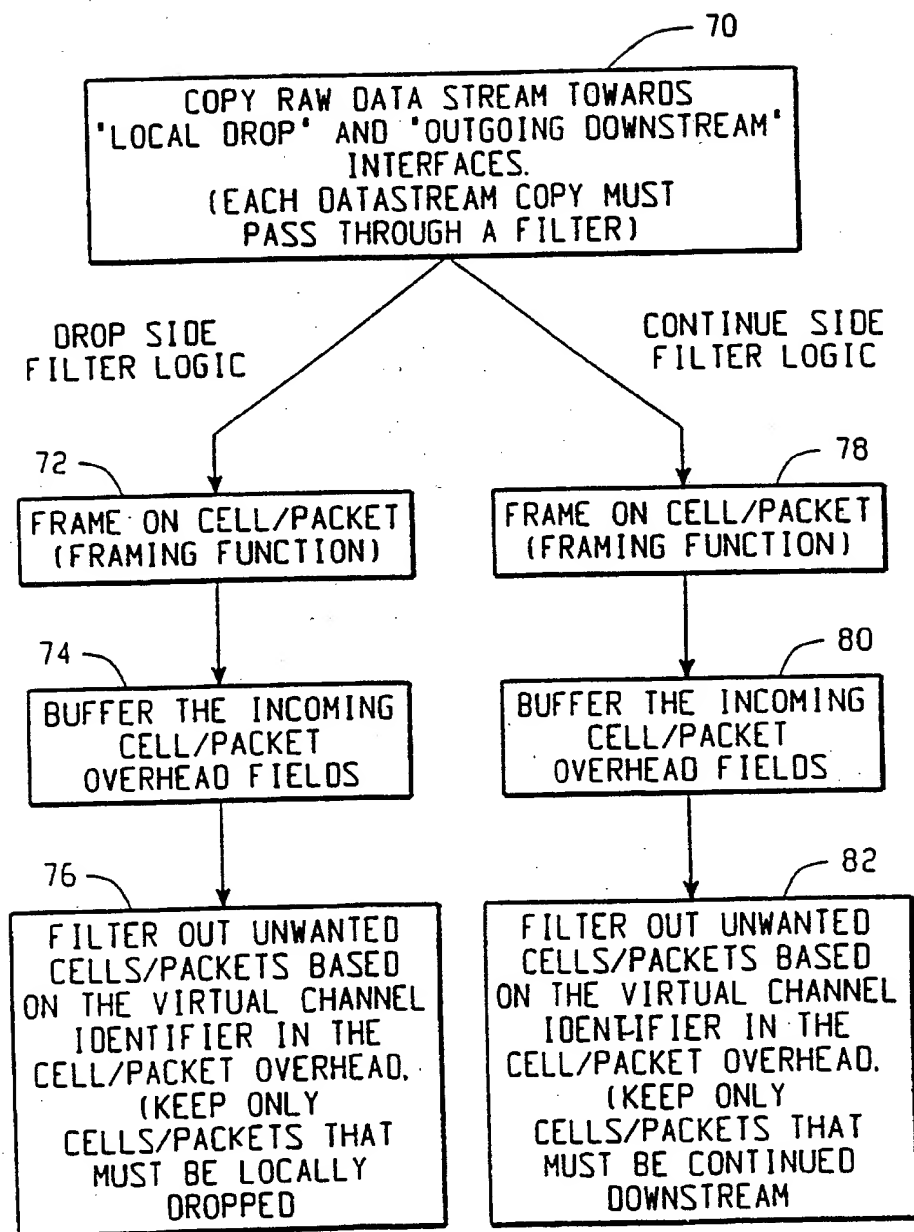 70
COPY RAW DATA STREAM TOWARDS
"LOCAL DROP" AND "OUTGOING DOWNSTREAM"
INTERFACES.
(EACH DATASTREAM COPY MUST
PASS THROUGH A FILTER)
DROP SIDE
FILTER LOGIC
CONTINUE SIDE
FILTER LOGIC
72
FRAME ON CELL/PACKET
(FRAMING FUNCTION)
74
BUFFER THE INCOMING
CELL/PACKET
OVERHEAD FIELDS
76
FILTER OUT UNWANTED
CELLS/PACKETS BASED
ON THE VIRTUAL CHANNEL
IDENTIFIER IN THE
CELL/PACKET OVERHEAD.
(KEEP ONLY
CELLS/PACKETS THAT
MUST BE LOCALLY
DROPPED
78
FRAME ON CELL/PACKET
(FRAMING FUNCTION)
80
BUFFER THE INCOMING
CELL/PACKET
OVERHEAD FIELDS
82
FILTER OUT UNWANTED
CELLS/PACKETS BASED
ON THE VIRTUAL CHANNEL
IDENTIFIER IN THE
CELL/PACKET OVERHEAD.
(KEEP ONLY
CELLS/PACKETS THAT
MUST BE CONTINUED
DOWNSTREAM